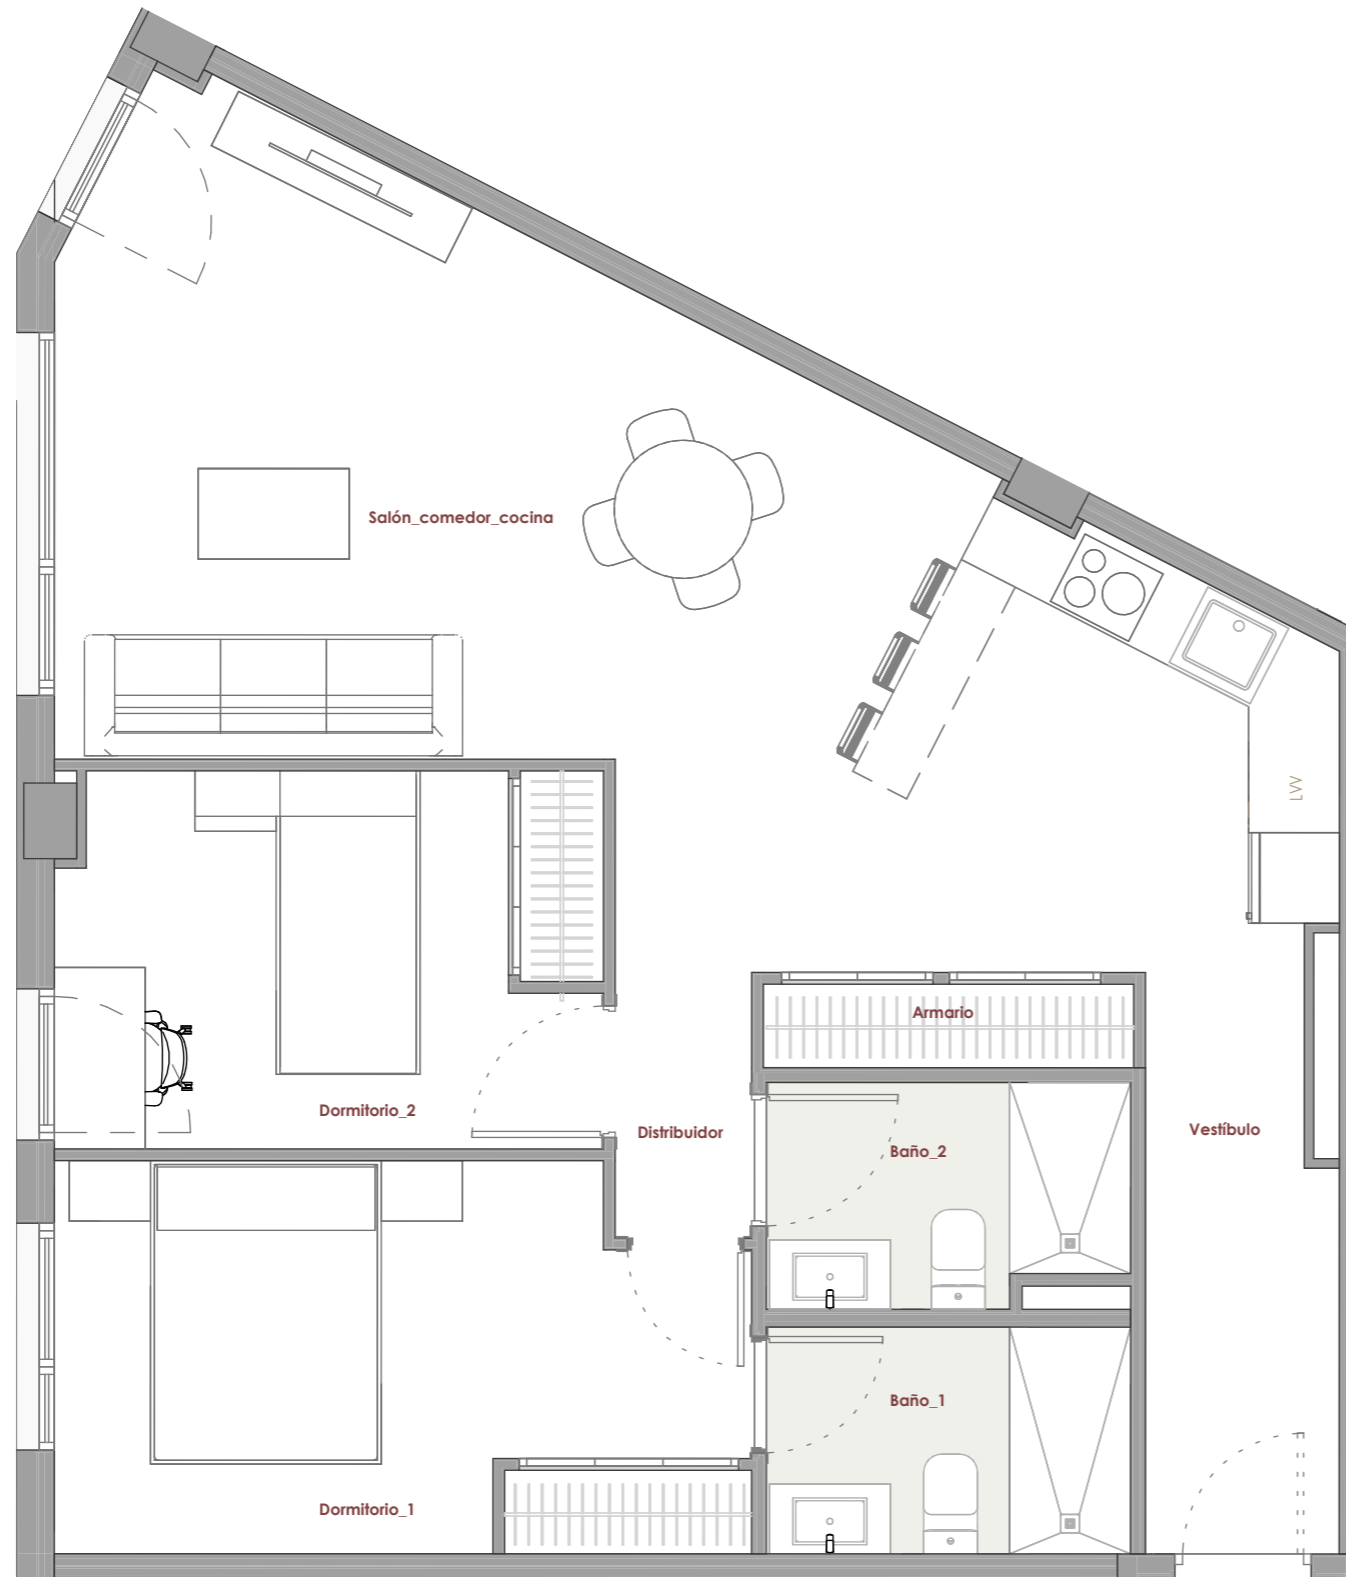 Salón_comedor_cocina
LVV
Armario
Dormitorio_2
Distribuidor
Vestíbulo
Baño_2
Baño_1
Dormitorio_1